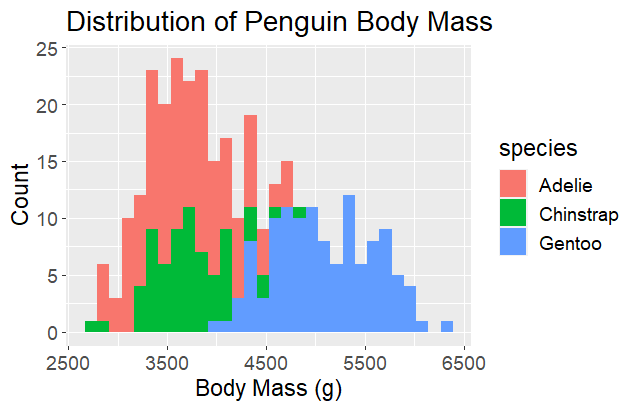 Distribution of Penguin Body Mass
25
20
15
10
5
0
Count
2500 3500 4500 5500 6500
Body Mass (g)
species
Adelie
Chinstrap
Gentoo